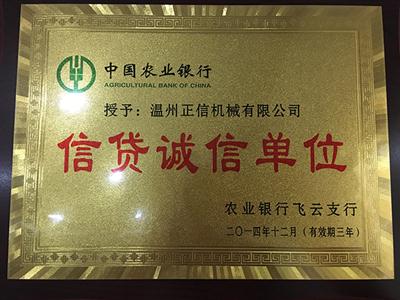 中国农业银行
AGRICULTURAL BANK OF CHINA
授予：温州正信机械有限公司
信贷诚信单位
农业银行飞云支行
二〇一四年十二月（有效期三年）